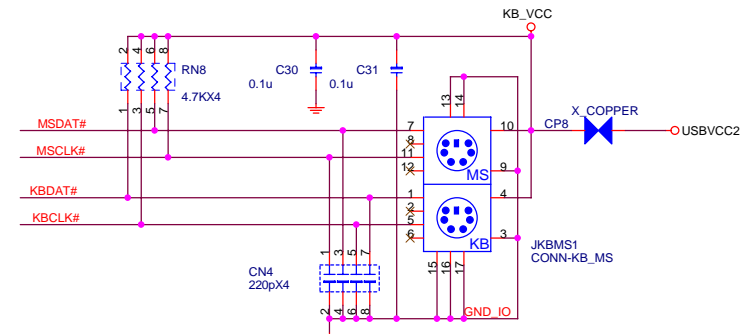 KB_VCC
2 4 6 8
RN8
C30
C31
4.7KX4
0.1u
0.1u
1 3 5 7
13 14
X_COPPER
MSDAT#
7
10
CP8
USBVCC2
8
MSCLK#
11
12
9
MS
KBDAT#
1
4
2
KBCLK#
5
6
3
KB
JKBMS1
CONN-KB_MS
1 3 5 7
15 16 17
CN4
220pX4
2 4 6 8
GND_IO